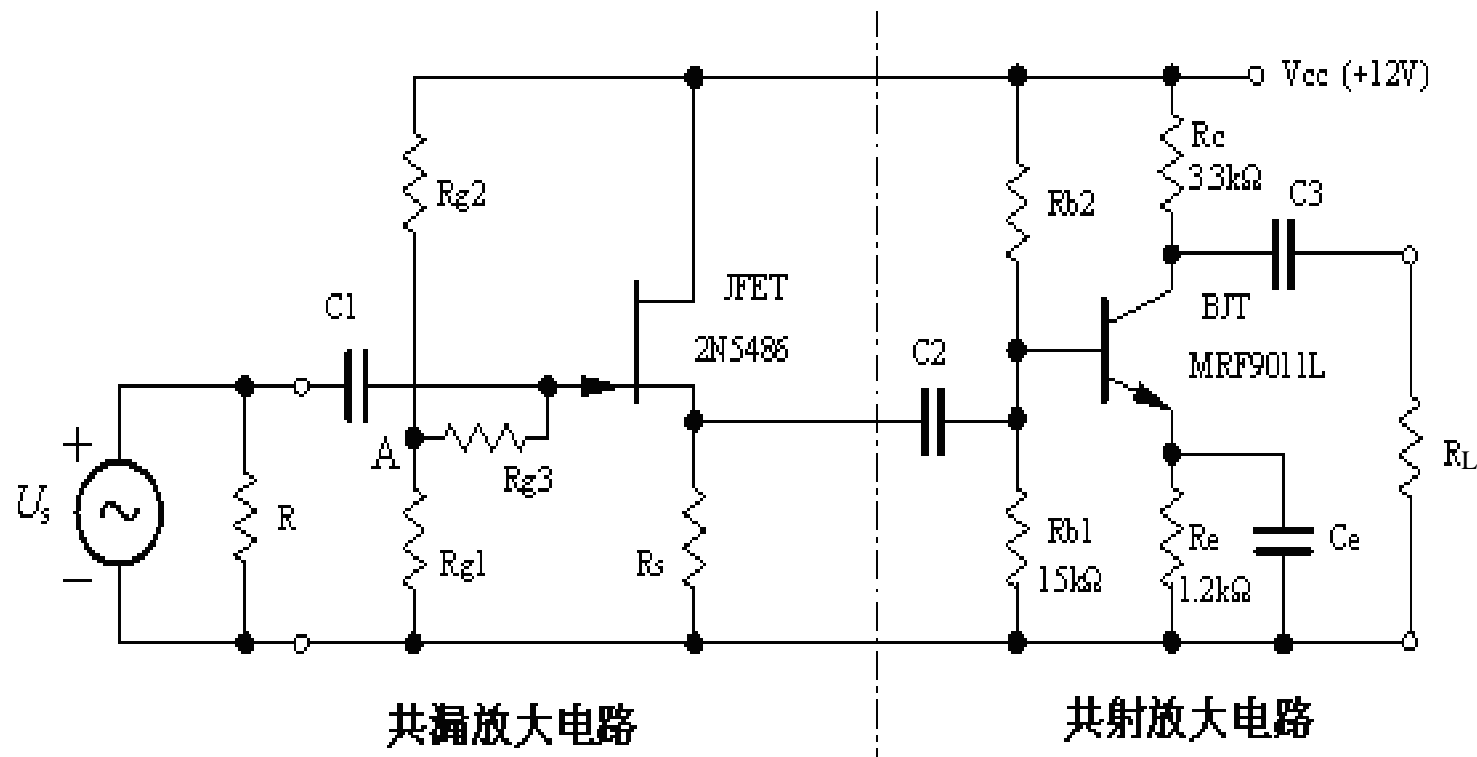 Vcc (+12V)
Rc
3.3kΩ
C3
Rg2
Rb2
JFET
2N5486
BJT
MRF9011L
C1
C2
A
Rg3
Us
R
Rg1
Rs
Rb1
15kΩ
Re
1.2kΩ
Ce
RL
共漏放大电路
共射放大电路